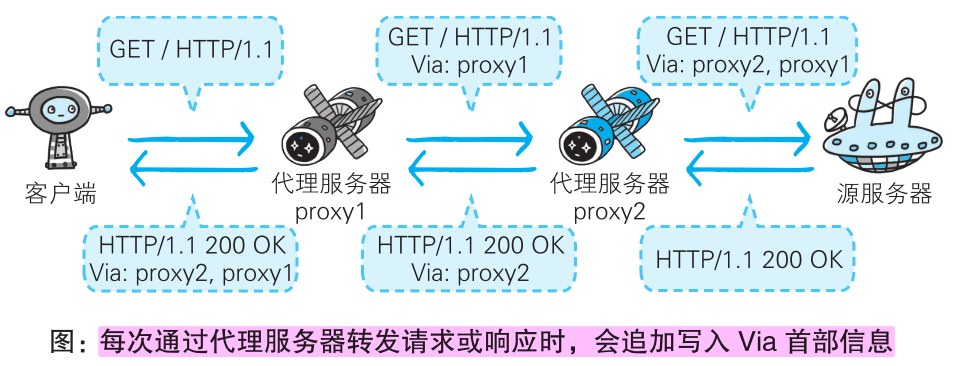 GET / HTTP/1.1
GET / HTTP/1.1
Via: proxy1
GET / HTTP/1.1
Via: proxy2, proxy1
客户端
代理服务器
proxy1
代理服务器
proxy2
源服务器
HTTP/1.1 200 OK
Via: proxy2, proxy1
HTTP/1.1 200 OK
Via: proxy2
HTTP/1.1 200 OK
图：每次通过代理服务器转发请求或响应时，会追加写入 Via 首部信息